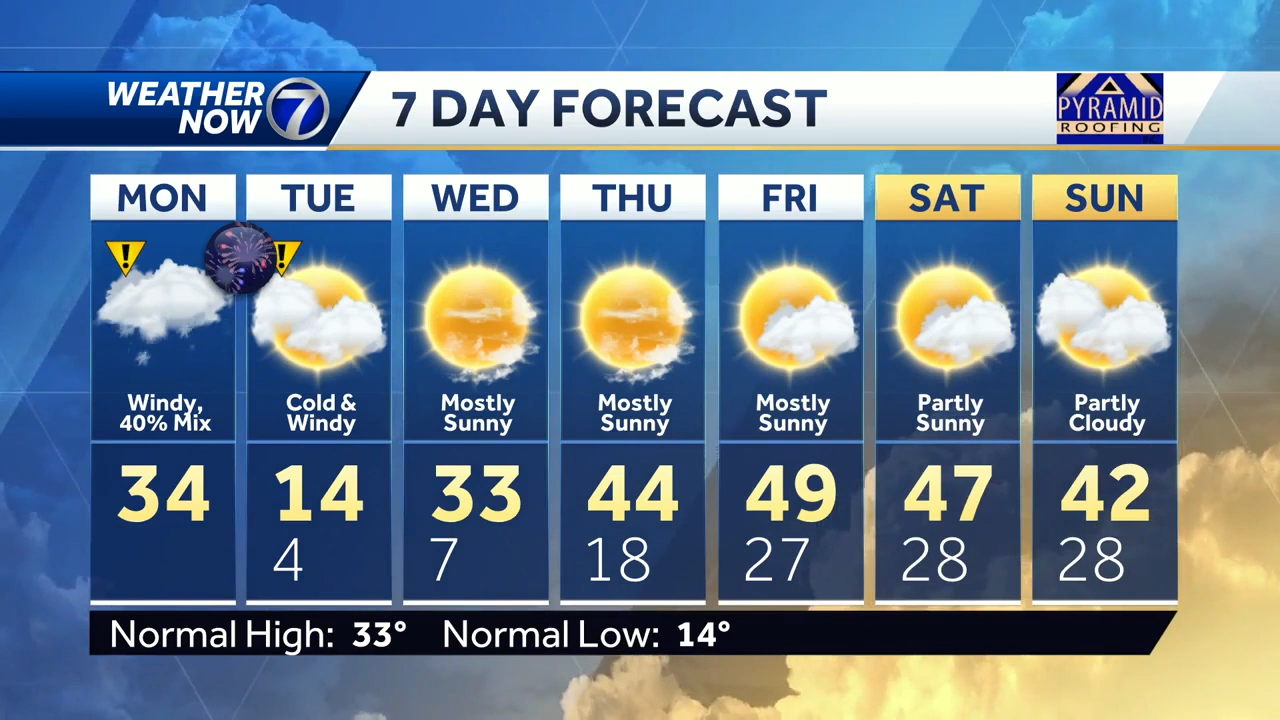 WEATHER
NOW
7
7 DAY FORECAST
PYRAMID
ROOFING
MON
TUE
WED
THU
FRI
SAT
SUN
!
!
Windy,
40% Mix
Cold &
Windy
Mostly
Sunny
Mostly
Sunny
Mostly
Sunny
Partly
Sunny
Partly
Cloudy
34
14
33
44
49
47
42
4
7
18
27
28
28
Normal High: 33° Normal Low: 14°